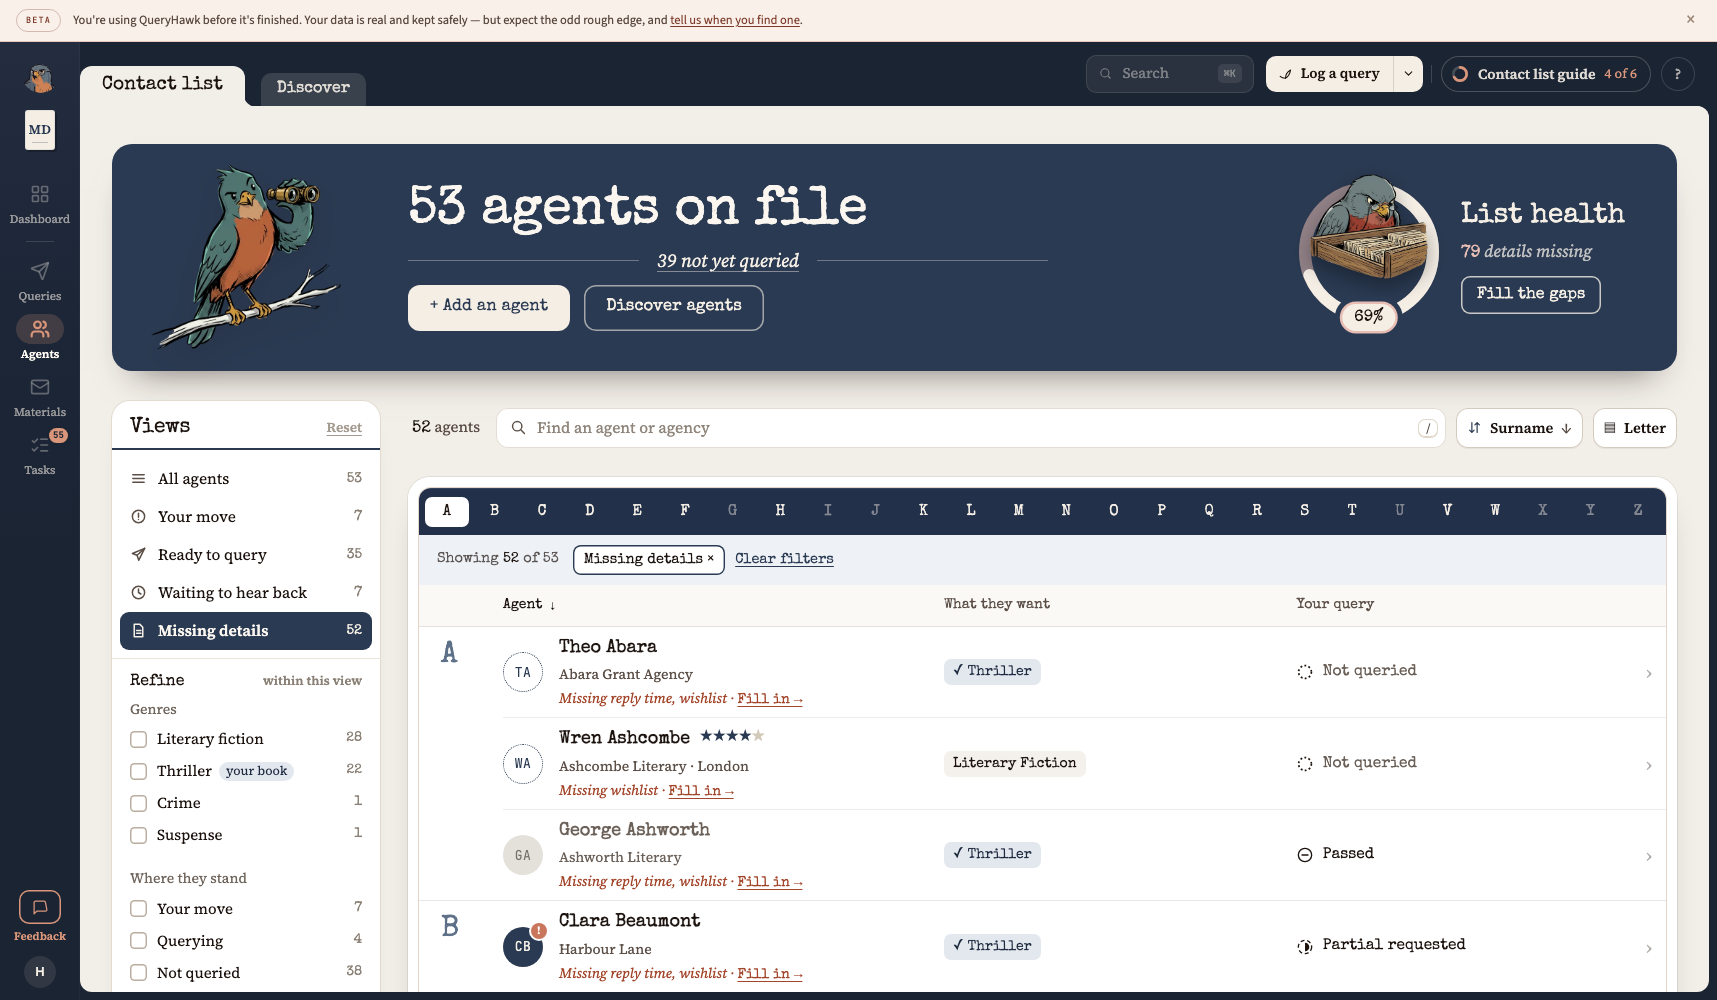 BETA You're using QueryHawk before it's finished. Your data is real and kept safely — but expect the odd rough edge, and tell us when you find one. ×
Contact list
Discover
Search ⌘K
Log a query
Contact list guide 4 of 6
?
MD
Dashboard
Queries
Agents
Materials
55
Tasks
Feedback
H
53 agents on file
39 not yet queried
+ Add an agent
Discover agents
69%
List health
79 details missing
Fill the gaps
Views Reset
All agents 53
Your move 7
Ready to query 35
Waiting to hear back 7
Missing details 52
Refine within this view
Genres
Literary fiction 28
Thriller your book 22
Crime 1
Suspense 1
Where they stand
Your move 7
Querying 4
Not queried 38
52 agents
Find an agent or agency /
Surname ↓
Letter
A B C D E F G H I J K L M N O P Q R S T U V W X Y Z
Showing 52 of 53 Missing details × Clear filters
Agent ↓ What they want Your query
A
TA
Theo Abara
Abara Grant Agency
Missing reply time, wishlist · Fill in →
✓ Thriller
Not queried ›
WA
Wren Ashcombe ★★★★★
Ashcombe Literary · London
Missing wishlist · Fill in →
Literary Fiction
Not queried ›
GA
George Ashworth
Ashworth Literary
Missing reply time, wishlist · Fill in →
✓ Thriller
Passed ›
B
CB !
Clara Beaumont
Harbour Lane
Missing reply time, wishlist · Fill in →
✓ Thriller
Partial requested ›